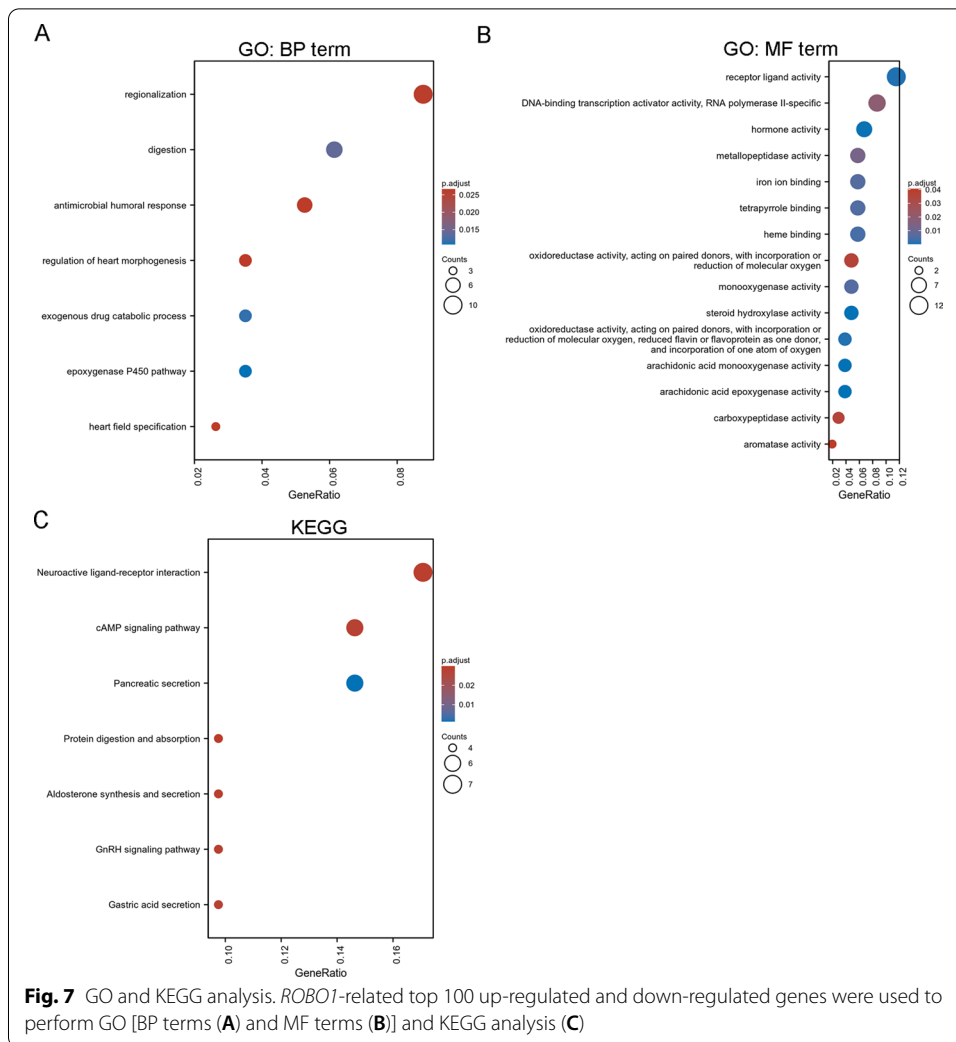 A
GO: BP term
regionalization
digestion
antimicrobial humoral response
regulation of heart morphogenesis
exogenous drug catabolic process
epoxygenase P450 pathway
heart field specification
0.02
0.04
0.06
0.08
GeneRatio
p.adjust
0.025
0.020
0.015
Counts
3
6
10
B
GO: MF term
receptor ligand activity
DNA-binding transcription activator activity, RNA polymerase II-specific
hormone activity
metallopeptidase activity
iron ion binding
tetrapyrrole binding
heme binding
oxidoreductase activity, acting on paired donors, with incorporation or
reduction of molecular oxygen
monooxygenase activity
steroid hydroxylase activity
oxidoreductase activity, acting on paired donors, with incorporation or
reduction of molecular oxygen, reduced flavin or flavoprotein as one donor,
and incorporation of one atom of oxygen
arachidonic acid monooxygenase activity
arachidonic acid epoxygenase activity
carboxypeptidase activity
aromatase activity
0.02
0.04
0.06
0.08
0.10
0.12
GeneRatio
p.adjust
0.04
0.03
0.02
0.01
Counts
2
7
12
C
KEGG
Neuroactive ligand-receptor interaction
cAMP signaling pathway
Pancreatic secretion
Protein digestion and absorption
Aldosterone synthesis and secretion
GnRH signaling pathway
Gastric acid secretion
0.10
0.12
0.14
0.16
GeneRatio
p.adjust
0.02
0.01
Counts
4
6
7
Fig. 7 GO and KEGG analysis. ROBO1-related top 100 up-regulated and down-regulated genes were used to
perform GO [BP terms (A) and MF terms (B)] and KEGG analysis (C)